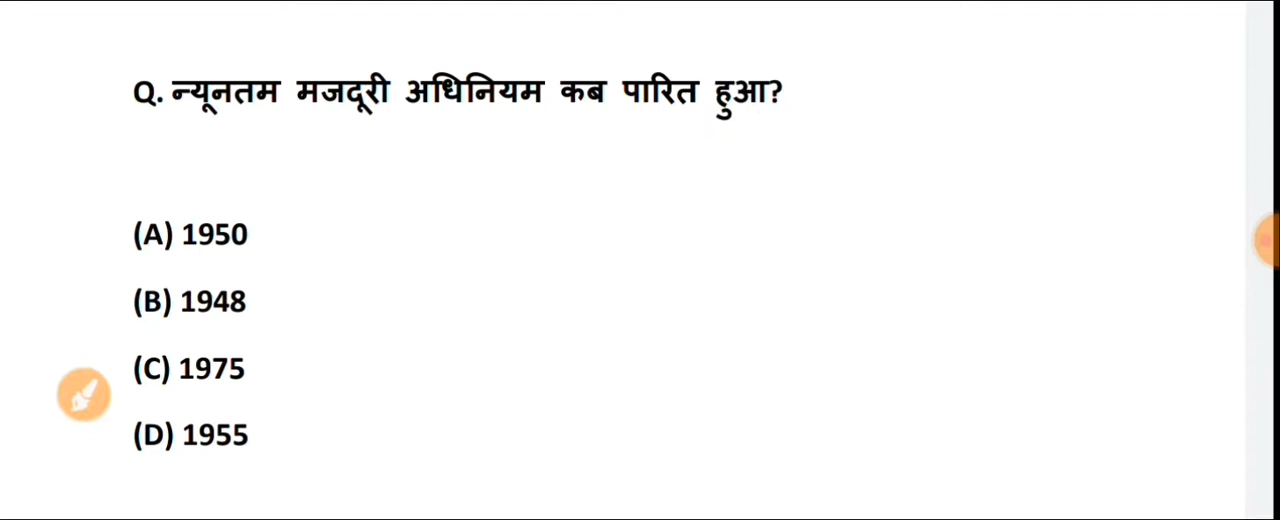 Q. न्यूनतम मजदूरी अधिनियम कब पारित हुआ?
(A) 1950
(B) 1948
(C) 1975
(D) 1955